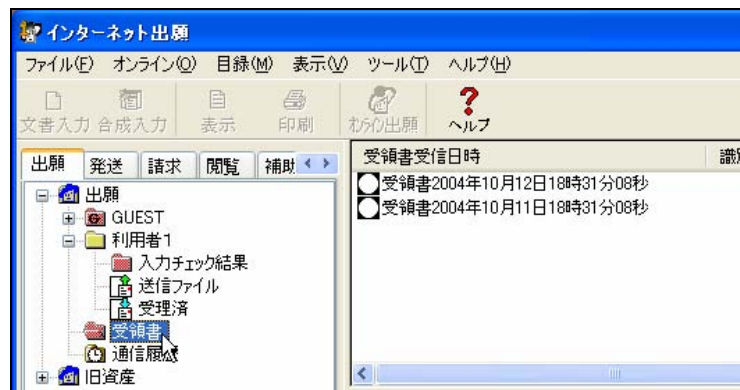 インターネット出願
ファイル(F) オンライン(O) 目録(M) 表示(V) ツール(T) ヘルプ(H)
文書入力 合成入力 表示 印刷 オンライン出願 ヘルプ
出願 発送 請求 閲覧 補助
受領書受信日時 識別
出願
GUEST
利用者1
入力チェック結果
送信ファイル
受理済
受領書
通信履歴
旧資産
受領書2004年10月12日18時31分08秒
受領書2004年10月11日18時31分08秒